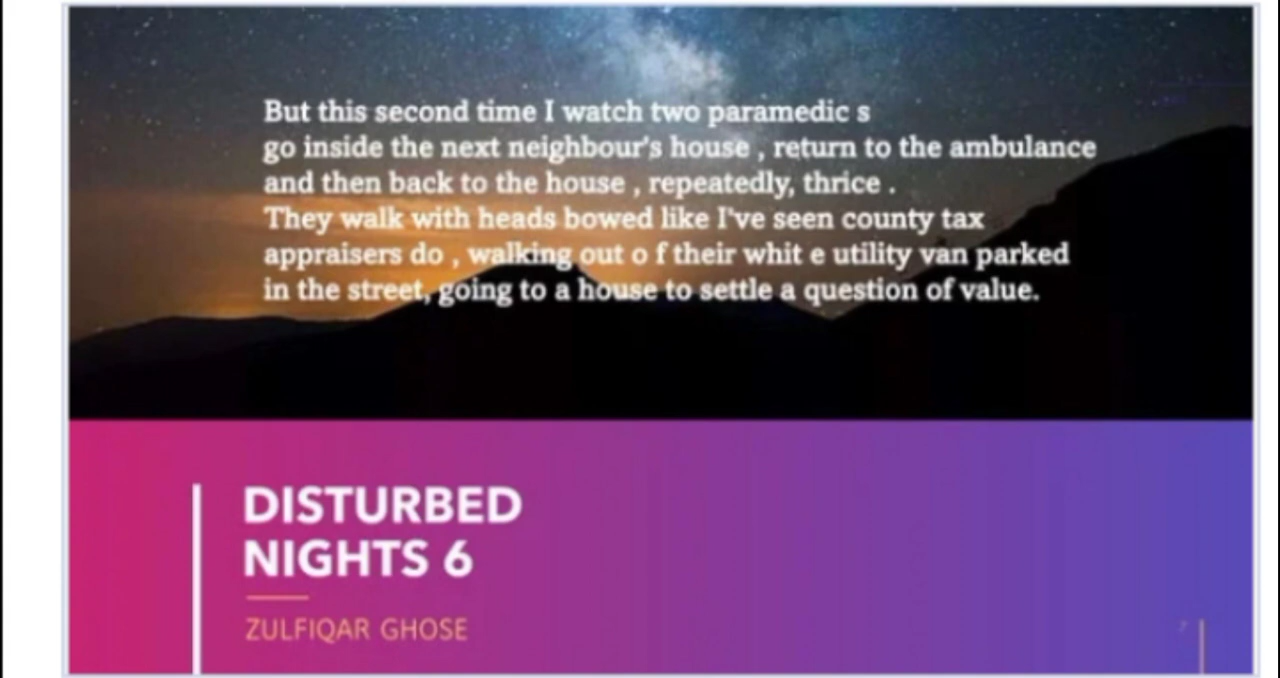 But this second time I watch two paramedic s
go inside the next neighbour's house , return to the ambulance
and then back to the house , repeatedly, thrice .
They walk with heads bowed like I've seen county tax
appraisers do , walking out o f their whit e utility van parked
in the street, going to a house to settle a question of value.
DISTURBED
NIGHTS 6
ZULFIQAR GHOSE